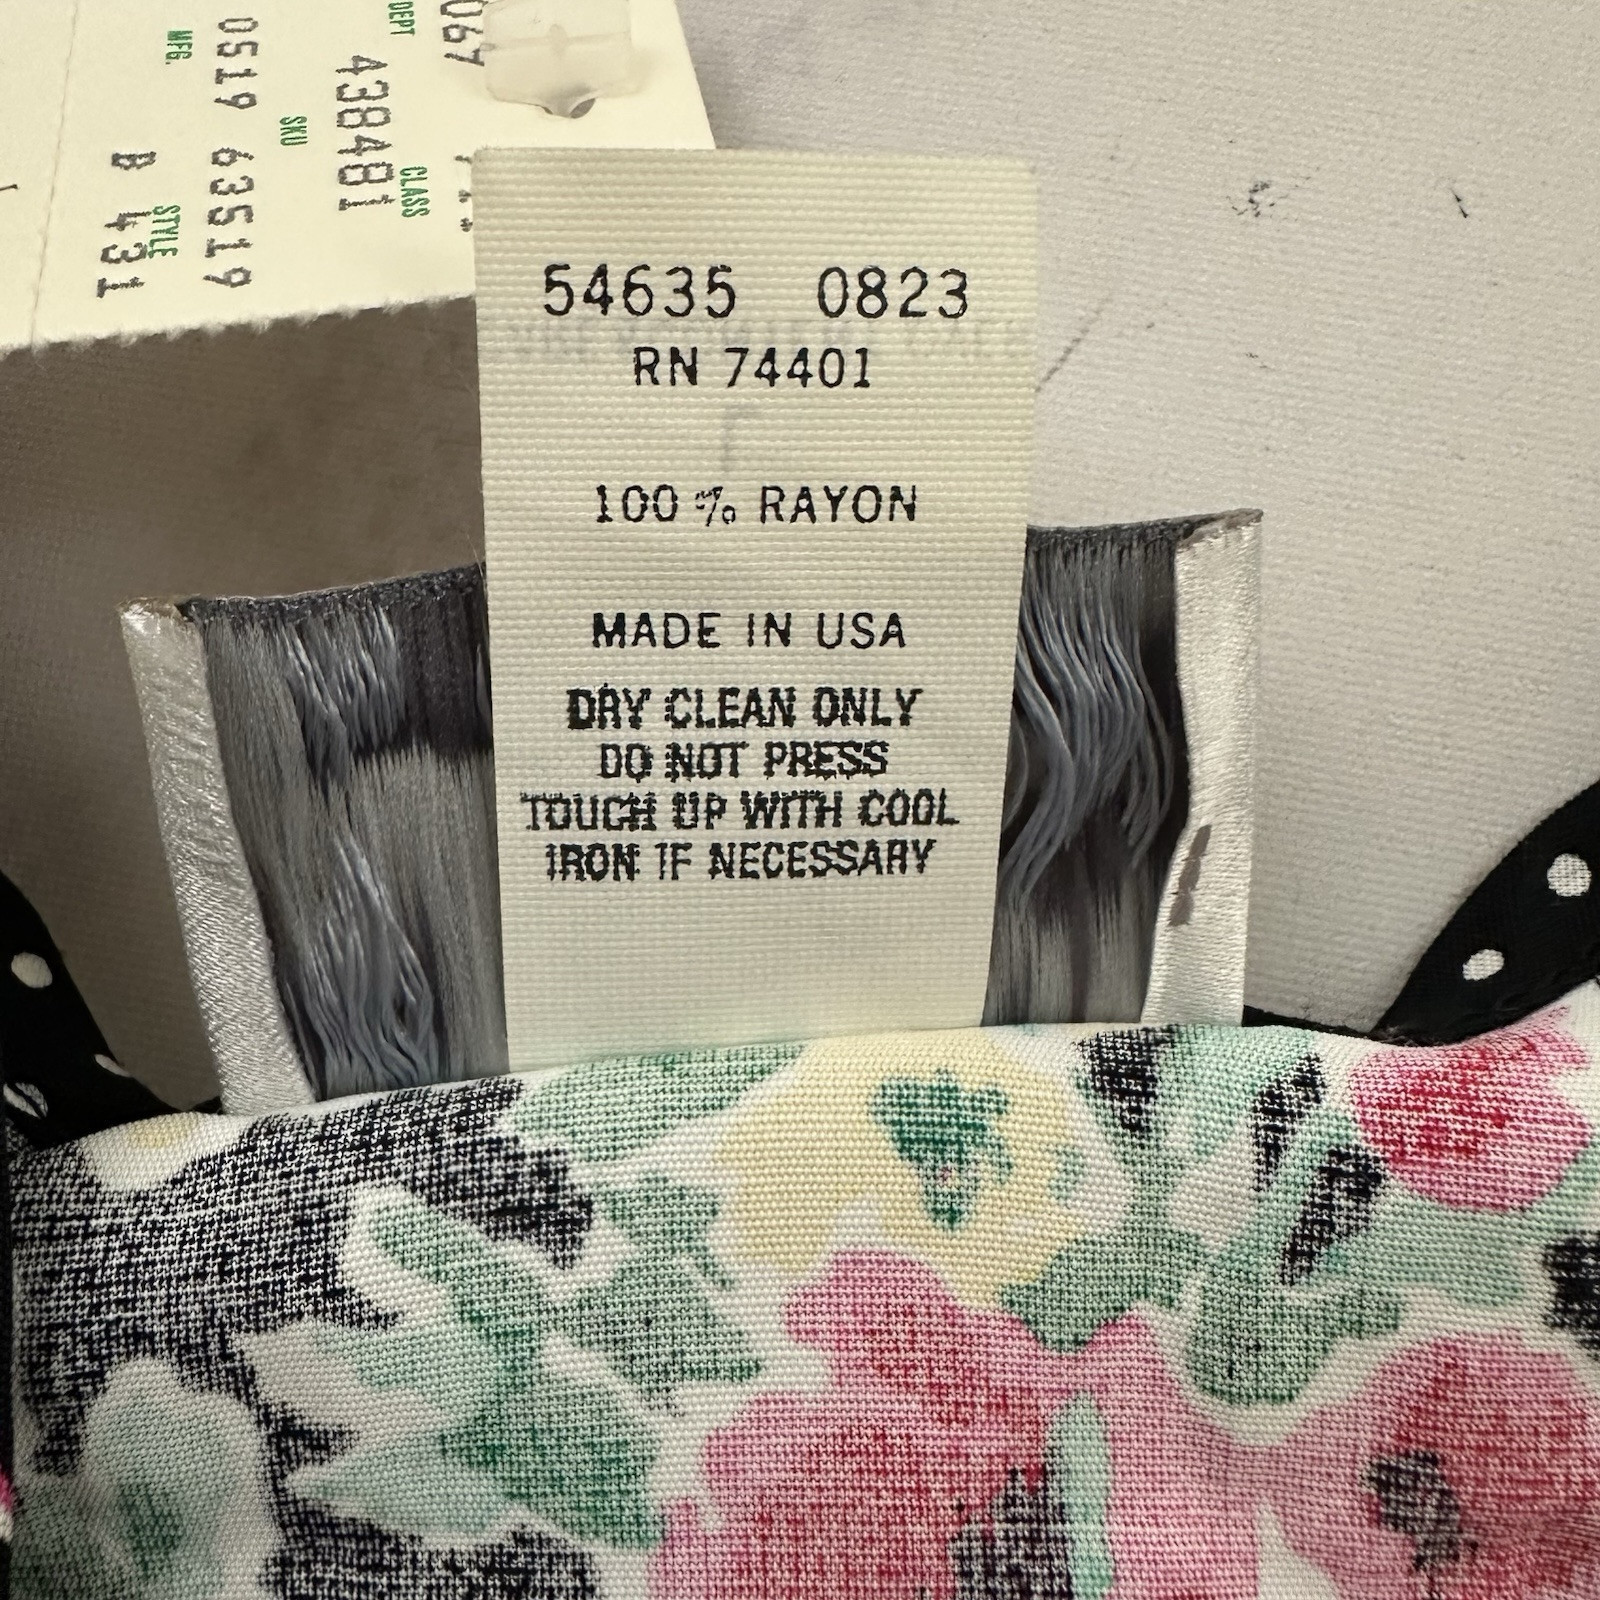 067
DEPT
CLASS
438481
SKU
0519 63519
MFG.
STYLE
B 431
54635 0823
RN 74401
100 % RAYON
MADE IN USA
DRY CLEAN ONLY
DO NOT PRESS
TOUCH UP WITH COOL
IRON IF NECESSARY